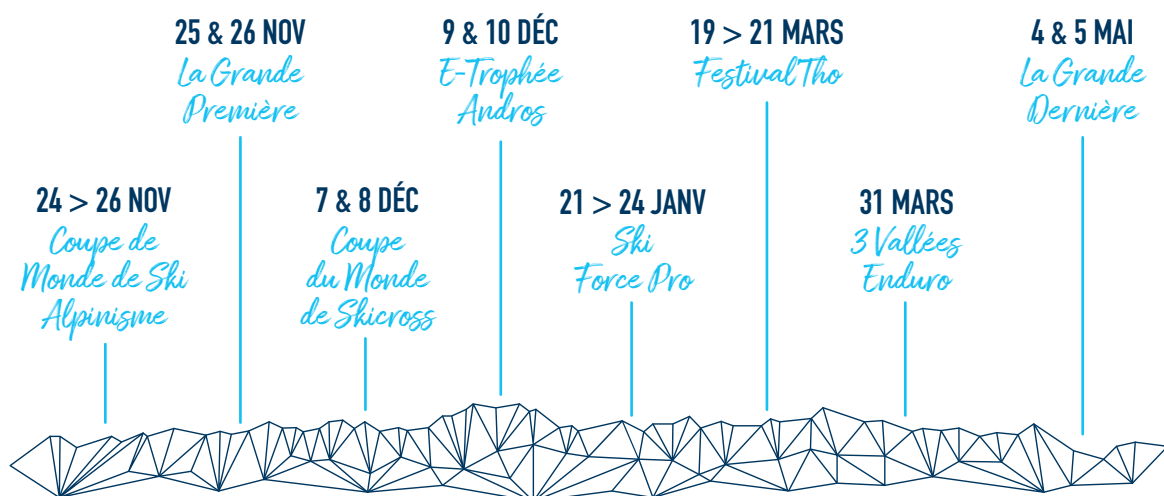 25 & 26 NOV
La Grande
Première
9 & 10 DÉC
E-Trophée
Andros
19 > 21 MARS
Festival Tho
4 & 5 MAI
La Grande
Dernière
24 > 26 NOV
Coupe de
Monde de Ski
Alpinisme
7 & 8 DÉC
Coupe
du Monde
de Skicross
21 > 24 JANV
Ski
Force Pro
31 MARS
3 Vallées
Enduro